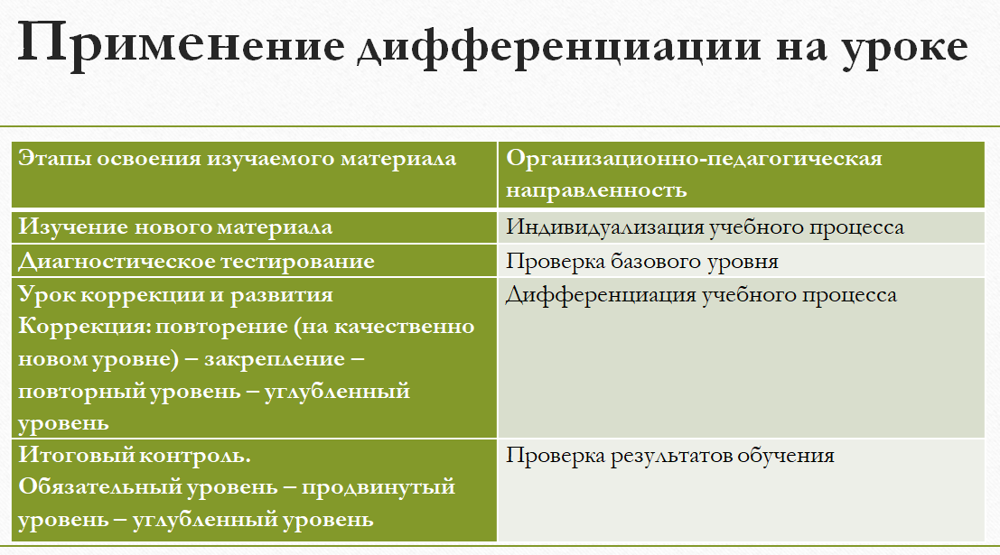 Применение дифференциации на уроке
Этапы освоения изучаемого материала
Организационно-педагогическая
направленность
Изучение нового материала
Индивидуализация учебного процесса
Диагностическое тестирование
Проверка базового уровня
Урок коррекции и развития
Коррекция: повторение (на качественно
новом уровне) – закрепление –
повторный уровень – углубленный
уровень
Дифференциация учебного процесса
Итоговый контроль.
Обязательный уровень – продвинутый
уровень – углубленный уровень
Проверка результатов обучения